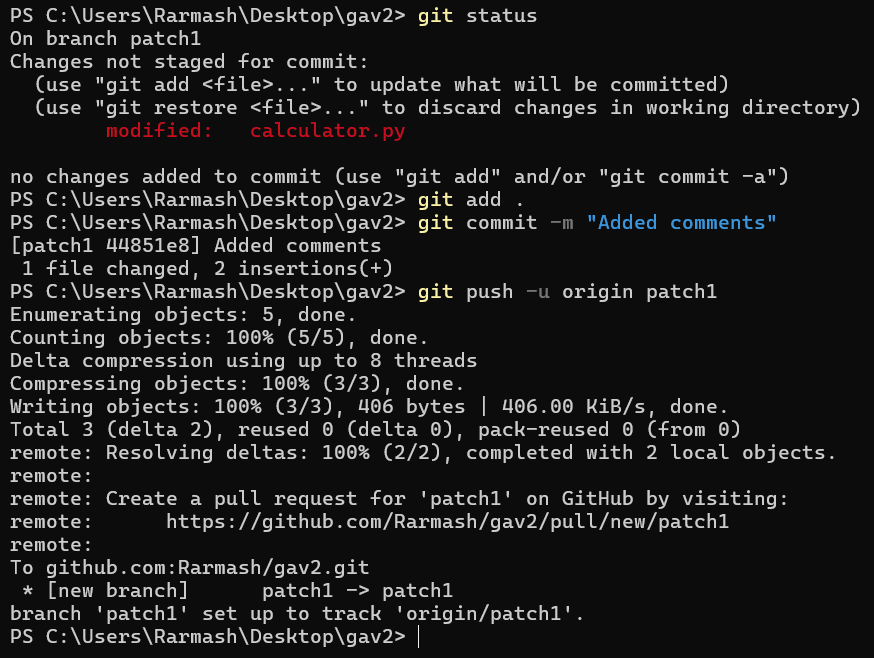 PS C:\Users\Rarmash\Desktop\gav2> git status
On branch patch1
Changes not staged for commit:
  (use "git add <file>..." to update what will be committed)
  (use "git restore <file>..." to discard changes in working directory)
        modified:   calculator.py

no changes added to commit (use "git add" and/or "git commit -a")
PS C:\Users\Rarmash\Desktop\gav2> git add .
PS C:\Users\Rarmash\Desktop\gav2> git commit -m "Added comments"
[patch1 44851e8] Added comments
 1 file changed, 2 insertions(+)
PS C:\Users\Rarmash\Desktop\gav2> git push -u origin patch1
Enumerating objects: 5, done.
Counting objects: 100% (5/5), done.
Delta compression using up to 8 threads
Compressing objects: 100% (3/3), done.
Writing objects: 100% (3/3), 406 bytes | 406.00 KiB/s, done.
Total 3 (delta 2), reused 0 (delta 0), pack-reused 0 (from 0)
remote: Resolving deltas: 100% (2/2), completed with 2 local objects.
remote:
remote: Create a pull request for 'patch1' on GitHub by visiting:
remote:      https://github.com/Rarmash/gav2/pull/new/patch1
remote:
To github.com:Rarmash/gav2.git
 * [new branch]      patch1 -> patch1
branch 'patch1' set up to track 'origin/patch1'.
PS C:\Users\Rarmash\Desktop\gav2>